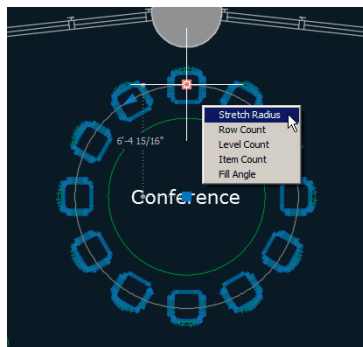 Stretch Radius
Row Count
Level Count
Item Count
Fill Angle
6'-4 15/16"
Conference